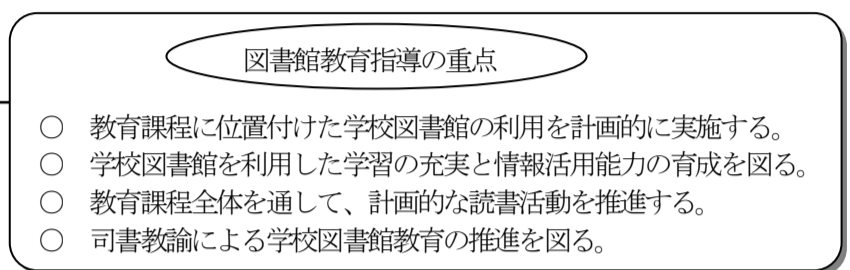 図書館教育指導の重点
○ 教育課程に位置付けた学校図書館の利用を計画的に実施する。
○ 学校図書館を利用した学習の充実と情報活用能力の育成を図る。
○ 教育課程全体を通して、計画的な読書活動を推進する。
○ 司書教諭による学校図書館教育の推進を図る。